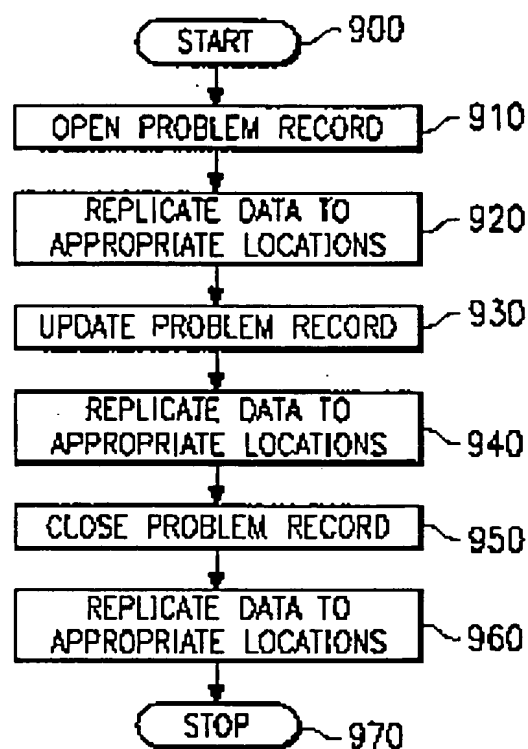 START 900
OPEN PROBLEM RECORD 910
REPLICATE DATA TO
APPROPRIATE LOCATIONS 920
UPDATE PROBLEM RECORD 930
REPLICATE DATA TO
APPROPRIATE LOCATIONS 940
CLOSE PROBLEM RECORD 950
REPLICATE DATA TO
APPROPRIATE LOCATIONS 960
STOP 970